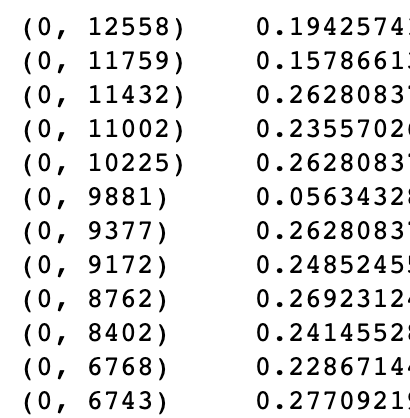 (0, 12558) 0.1942574
(0, 11759) 0.1578661
(0, 11432) 0.2628083
(0, 11002) 0.2355702
(0, 10225) 0.2628083
(0, 9881) 0.0563432
(0, 9377) 0.2628083
(0, 9172) 0.2485245
(0, 8762) 0.2692312
(0, 8402) 0.2414552
(0, 6768) 0.2286714
(0, 6743) 0.2770921